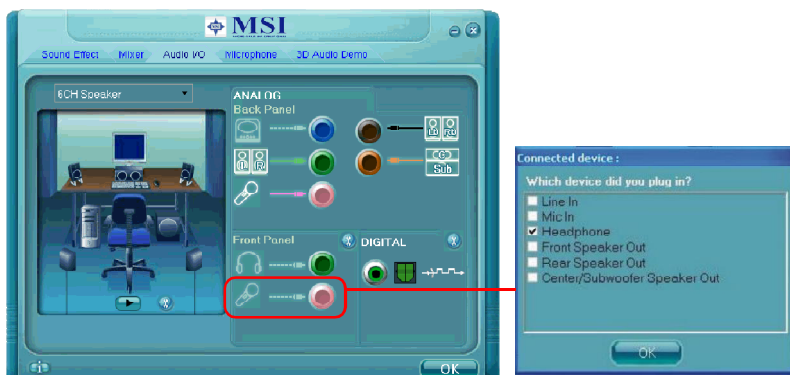 MSI
Sound Effect Mixer Audio I/O Microphone 3D Audio Demo
6CH Speaker
ANALOG
Back Panel
L R
Sub
Front Panel
DIGITAL
OK
Connected device :
Which device did you plug in?
Line In
Mic In
Headphone
Front Speaker Out
Rear Speaker Out
Center/Subwoofer Speaker Out
OK